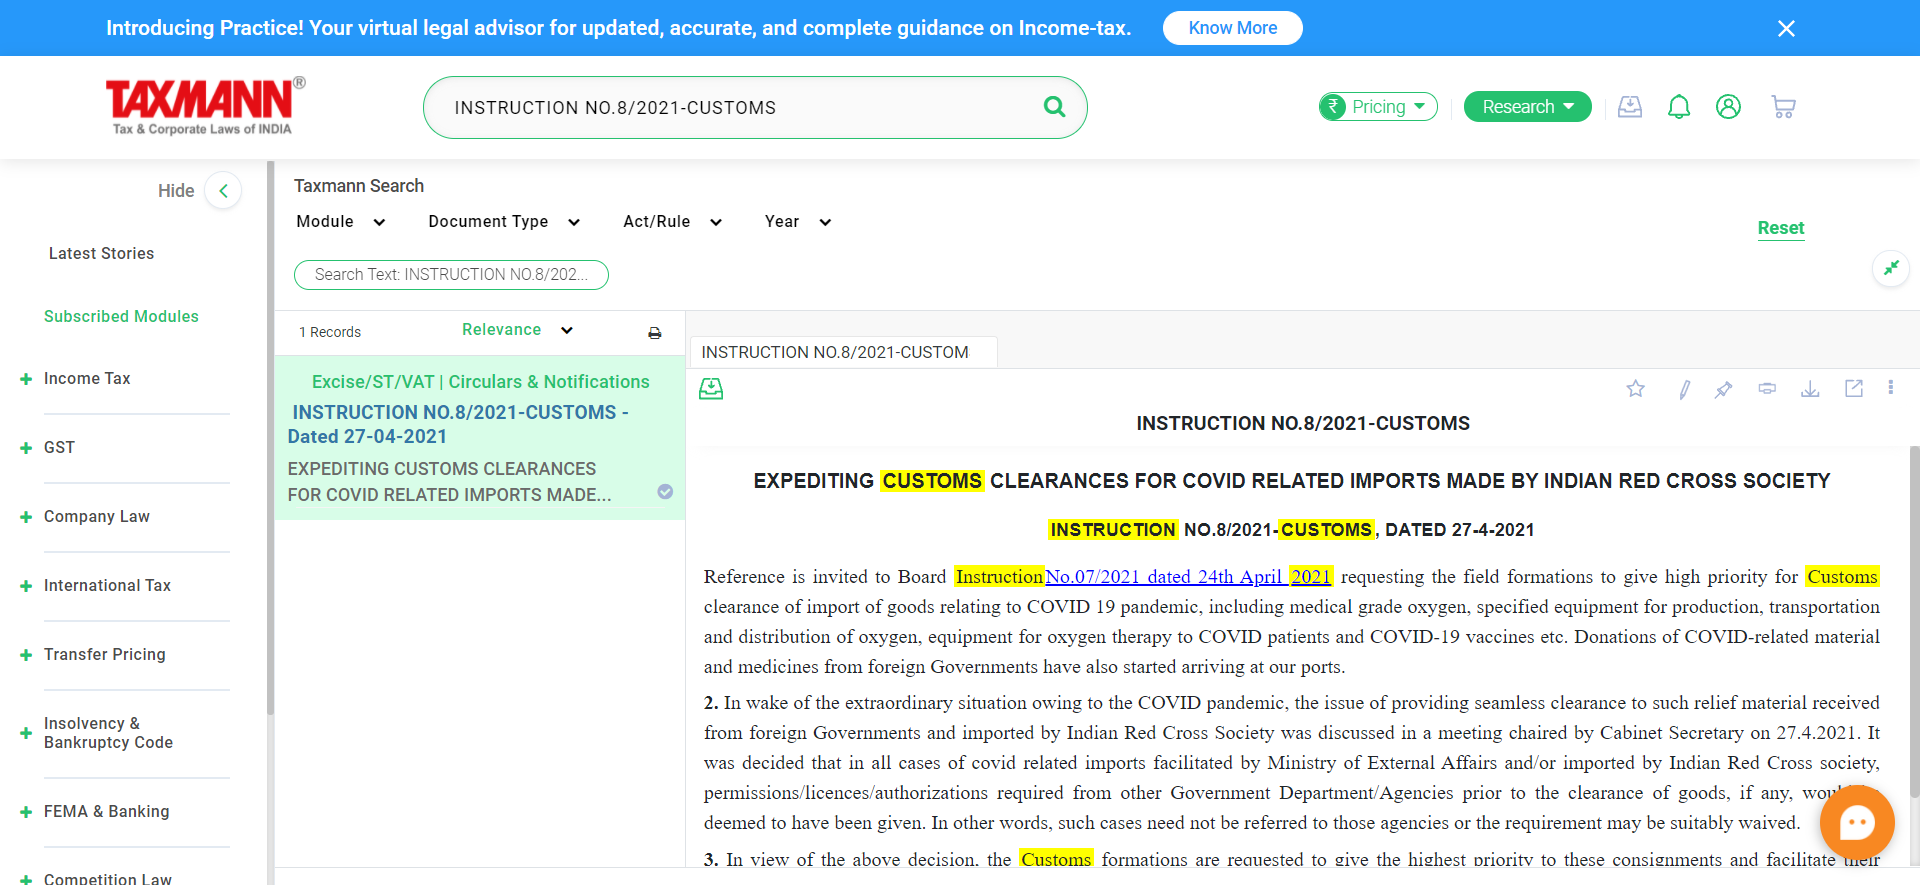 Introducing Practice! Your virtual legal advisor for updated, accurate, and complete guidance on Income-tax.
Know More
TAXMANN®
Tax & Corporate Laws of INDIA
INSTRUCTION NO.8/2021-CUSTOMS
₹ Pricing
Research
Hide
Latest Stories
Subscribed Modules
+ Income Tax
+ GST
+ Company Law
+ International Tax
+ Transfer Pricing
+ Insolvency &
Bankruptcy Code
+ FEMA & Banking
+ Competition Law
Taxmann Search
Module
Document Type
Act/Rule
Year
Reset
Search Text: INSTRUCTION NO.8/202...
1 Records
Relevance
Excise/ST/VAT | Circulars & Notifications
INSTRUCTION NO.8/2021-CUSTOMS -
Dated 27-04-2021
EXPEDITING CUSTOMS CLEARANCES
FOR COVID RELATED IMPORTS MADE...
INSTRUCTION NO.8/2021-CUSTOM
INSTRUCTION NO.8/2021-CUSTOMS
EXPEDITING CUSTOMS CLEARANCES FOR COVID RELATED IMPORTS MADE BY INDIAN RED CROSS SOCIETY
INSTRUCTION NO.8/2021-CUSTOMS, DATED 27-4-2021
Reference is invited to Board Instruction No.07/2021 dated 24th April 2021 requesting the field formations to give high priority for Customs
clearance of import of goods relating to COVID 19 pandemic, including medical grade oxygen, specified equipment for production, transportation
and distribution of oxygen, equipment for oxygen therapy to COVID patients and COVID-19 vaccines etc. Donations of COVID-related material
and medicines from foreign Governments have also started arriving at our ports.
2. In wake of the extraordinary situation owing to the COVID pandemic, the issue of providing seamless clearance to such relief material received
from foreign Governments and imported by Indian Red Cross Society was discussed in a meeting chaired by Cabinet Secretary on 27.4.2021. It
was decided that in all cases of covid related imports facilitated by Ministry of External Affairs and/or imported by Indian Red Cross society,
permissions/licences/authorizations required from other Government Department/Agencies prior to the clearance of goods, if any,
deemed to have been given. In other words, such cases need not be referred to those agencies or the requirement may be suitably waived.
3. In view of the above decision, the Customs formations are requested to give the highest priority to these consignments and facilitate their